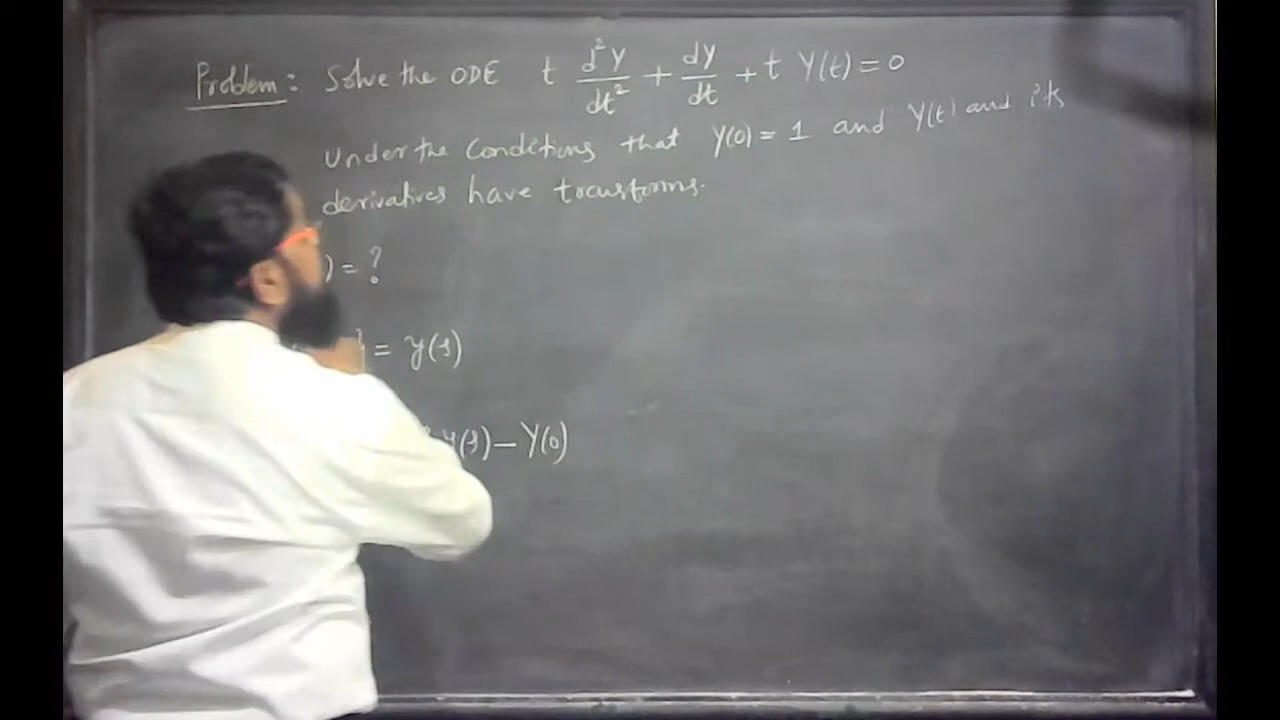 Problem: Solve the ODE t d²Y/dt² + dY/dt + t Y(t) = 0
Under the conditions that Y(0) = 1 and Y(t) and its
derivatives have transforms.
) = ?
} = y(s)
y(s) – Y(0)